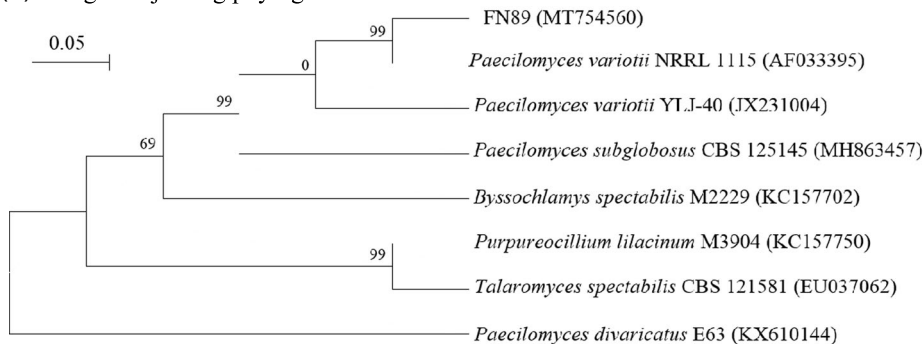 FN89 (MT754560)
0.05
99
Paecilomyces variotii NRRL 1115 (AF033395)
0
99
Paecilomyces variotii YLJ-40 (JX231004)
69
Paecilomyces subglobosus CBS 125145 (MH863457)
Byssochlamys spectabilis M2229 (KC157702)
Purpureocillium lilacinum M3904 (KC157750)
99
Talaromyces spectabilis CBS 121581 (EU037062)
Paecilomyces divaricatus E63 (KX610144)